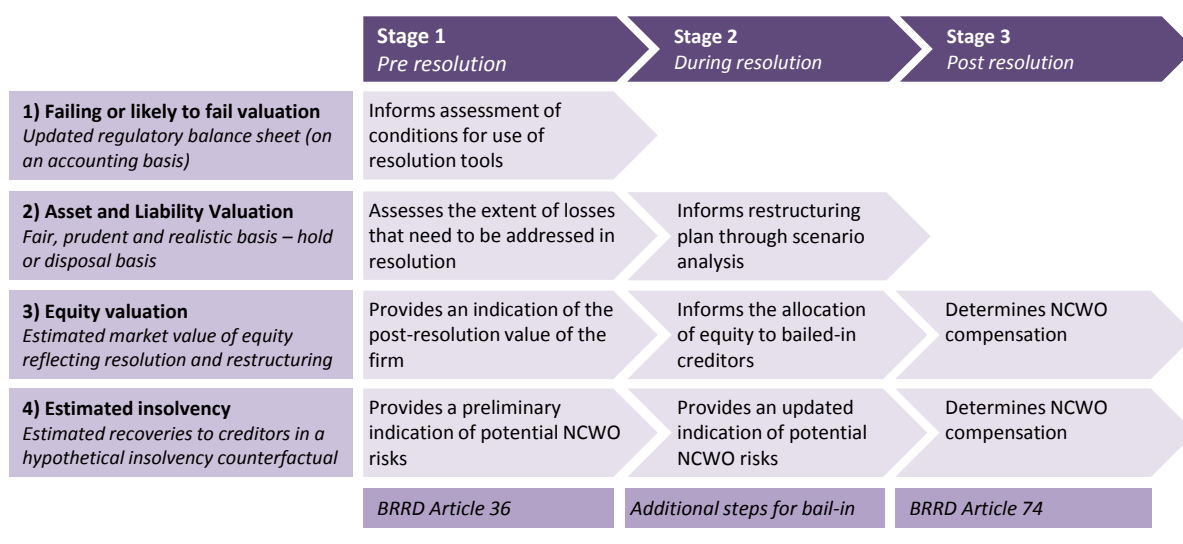 Stage 1
Pre resolution
Stage 2
During resolution
Stage 3
Post resolution
1) Failing or likely to fail valuation
Updated regulatory balance sheet (on
an accounting basis)
Informs assessment of
conditions for use of
resolution tools
2) Asset and Liability Valuation
Fair, prudent and realistic basis – hold
or disposal basis
Assesses the extent of losses
that need to be addressed in
resolution
Informs restructuring
plan through scenario
analysis
3) Equity valuation
Estimated market value of equity
reflecting resolution and restructuring
Provides an indication of the
post-resolution value of the
firm
Informs the allocation
of equity to bailed-in
creditors
Determines NCWO
compensation
4) Estimated insolvency
Estimated recoveries to creditors in a
hypothetical insolvency counterfactual
Provides a preliminary
indication of potential NCWO
risks
Provides an updated
indication of potential
NCWO risks
Determines NCWO
compensation
BRRD Article 36
Additional steps for bail-in
BRRD Article 74